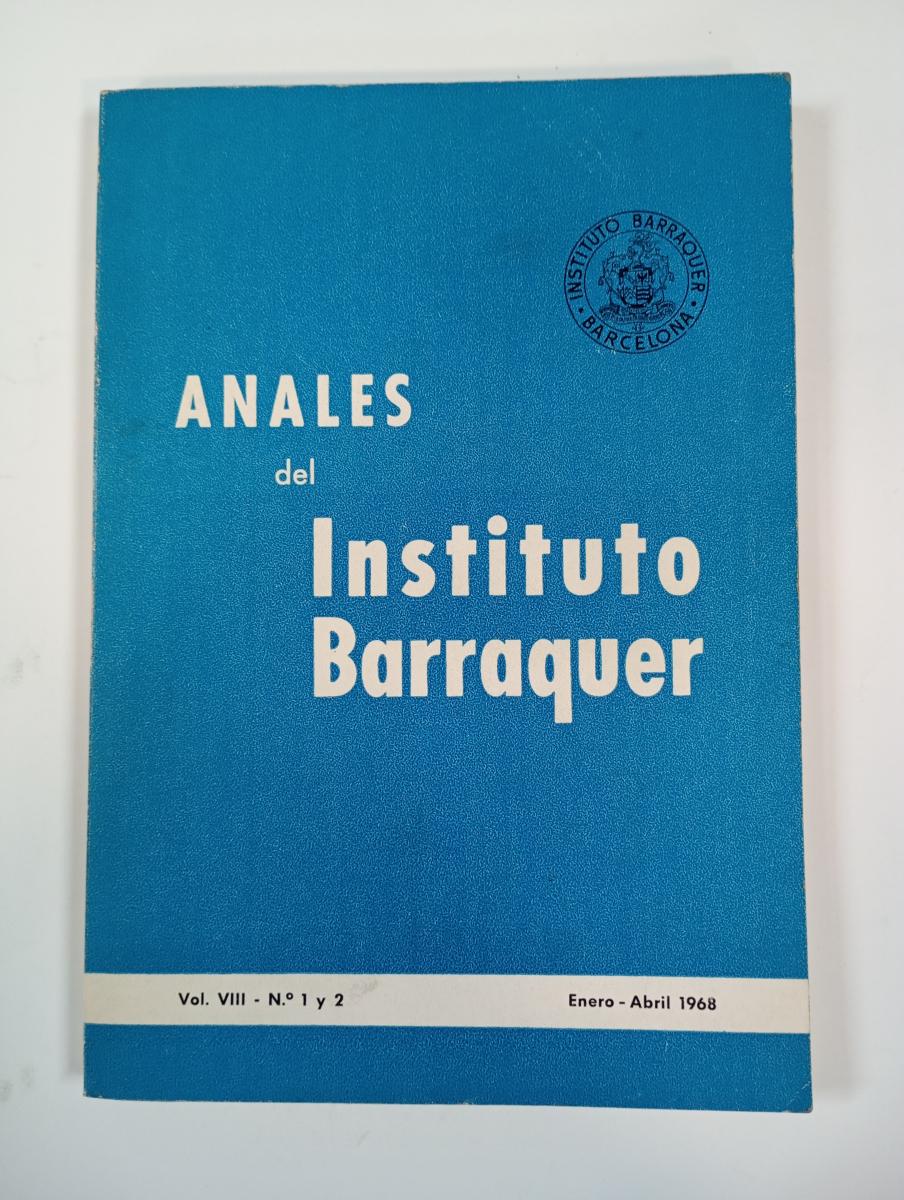 INSTITUTO BARRAQUER
BARCELONA
ANALES
del
Instituto
Barraquer
Vol. VIII - N.º 1 y 2
Enero - Abril 1968